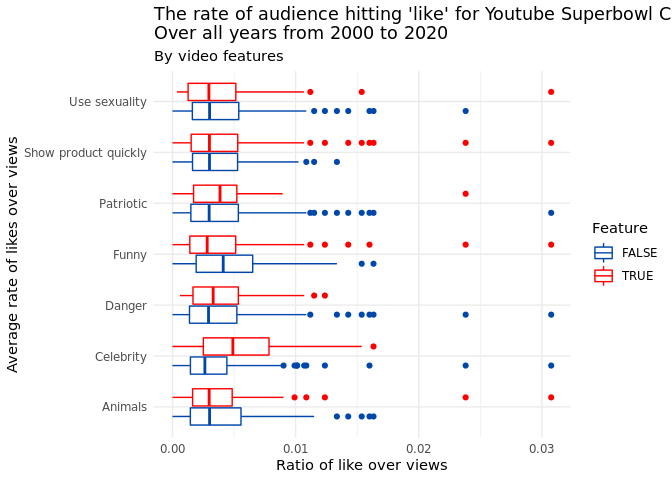 The rate of audience hitting 'like' for Youtube Superbowl C
Over all years from 2000 to 2020
By video features
Average rate of likes over views
Use sexuality
Show product quickly
Patriotic
Funny
Danger
Celebrity
Animals
Feature
FALSE
TRUE
0.00 0.01 0.02 0.03
Ratio of like over views